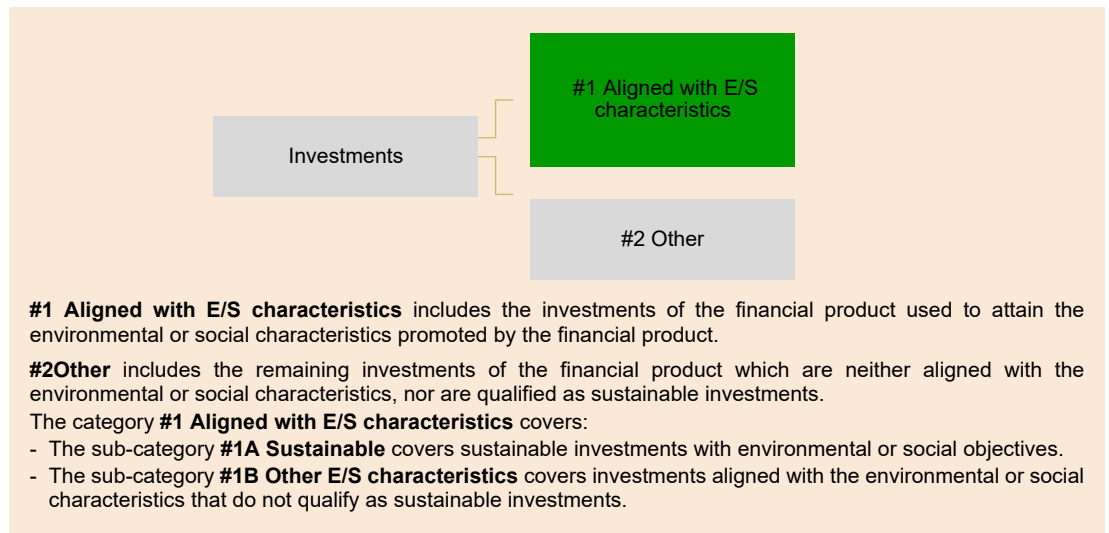 #1 Aligned with E/S
characteristics
Investments
#2 Other
#1 Aligned with E/S characteristics includes the investments of the financial product used to attain the
environmental or social characteristics promoted by the financial product.
#2Other includes the remaining investments of the financial product which are neither aligned with the
environmental or social characteristics, nor are qualified as sustainable investments.
The category #1 Aligned with E/S characteristics covers:
- The sub-category #1A Sustainable covers sustainable investments with environmental or social objectives.
- The sub-category #1B Other E/S characteristics covers investments aligned with the environmental or social
characteristics that do not qualify as sustainable investments.